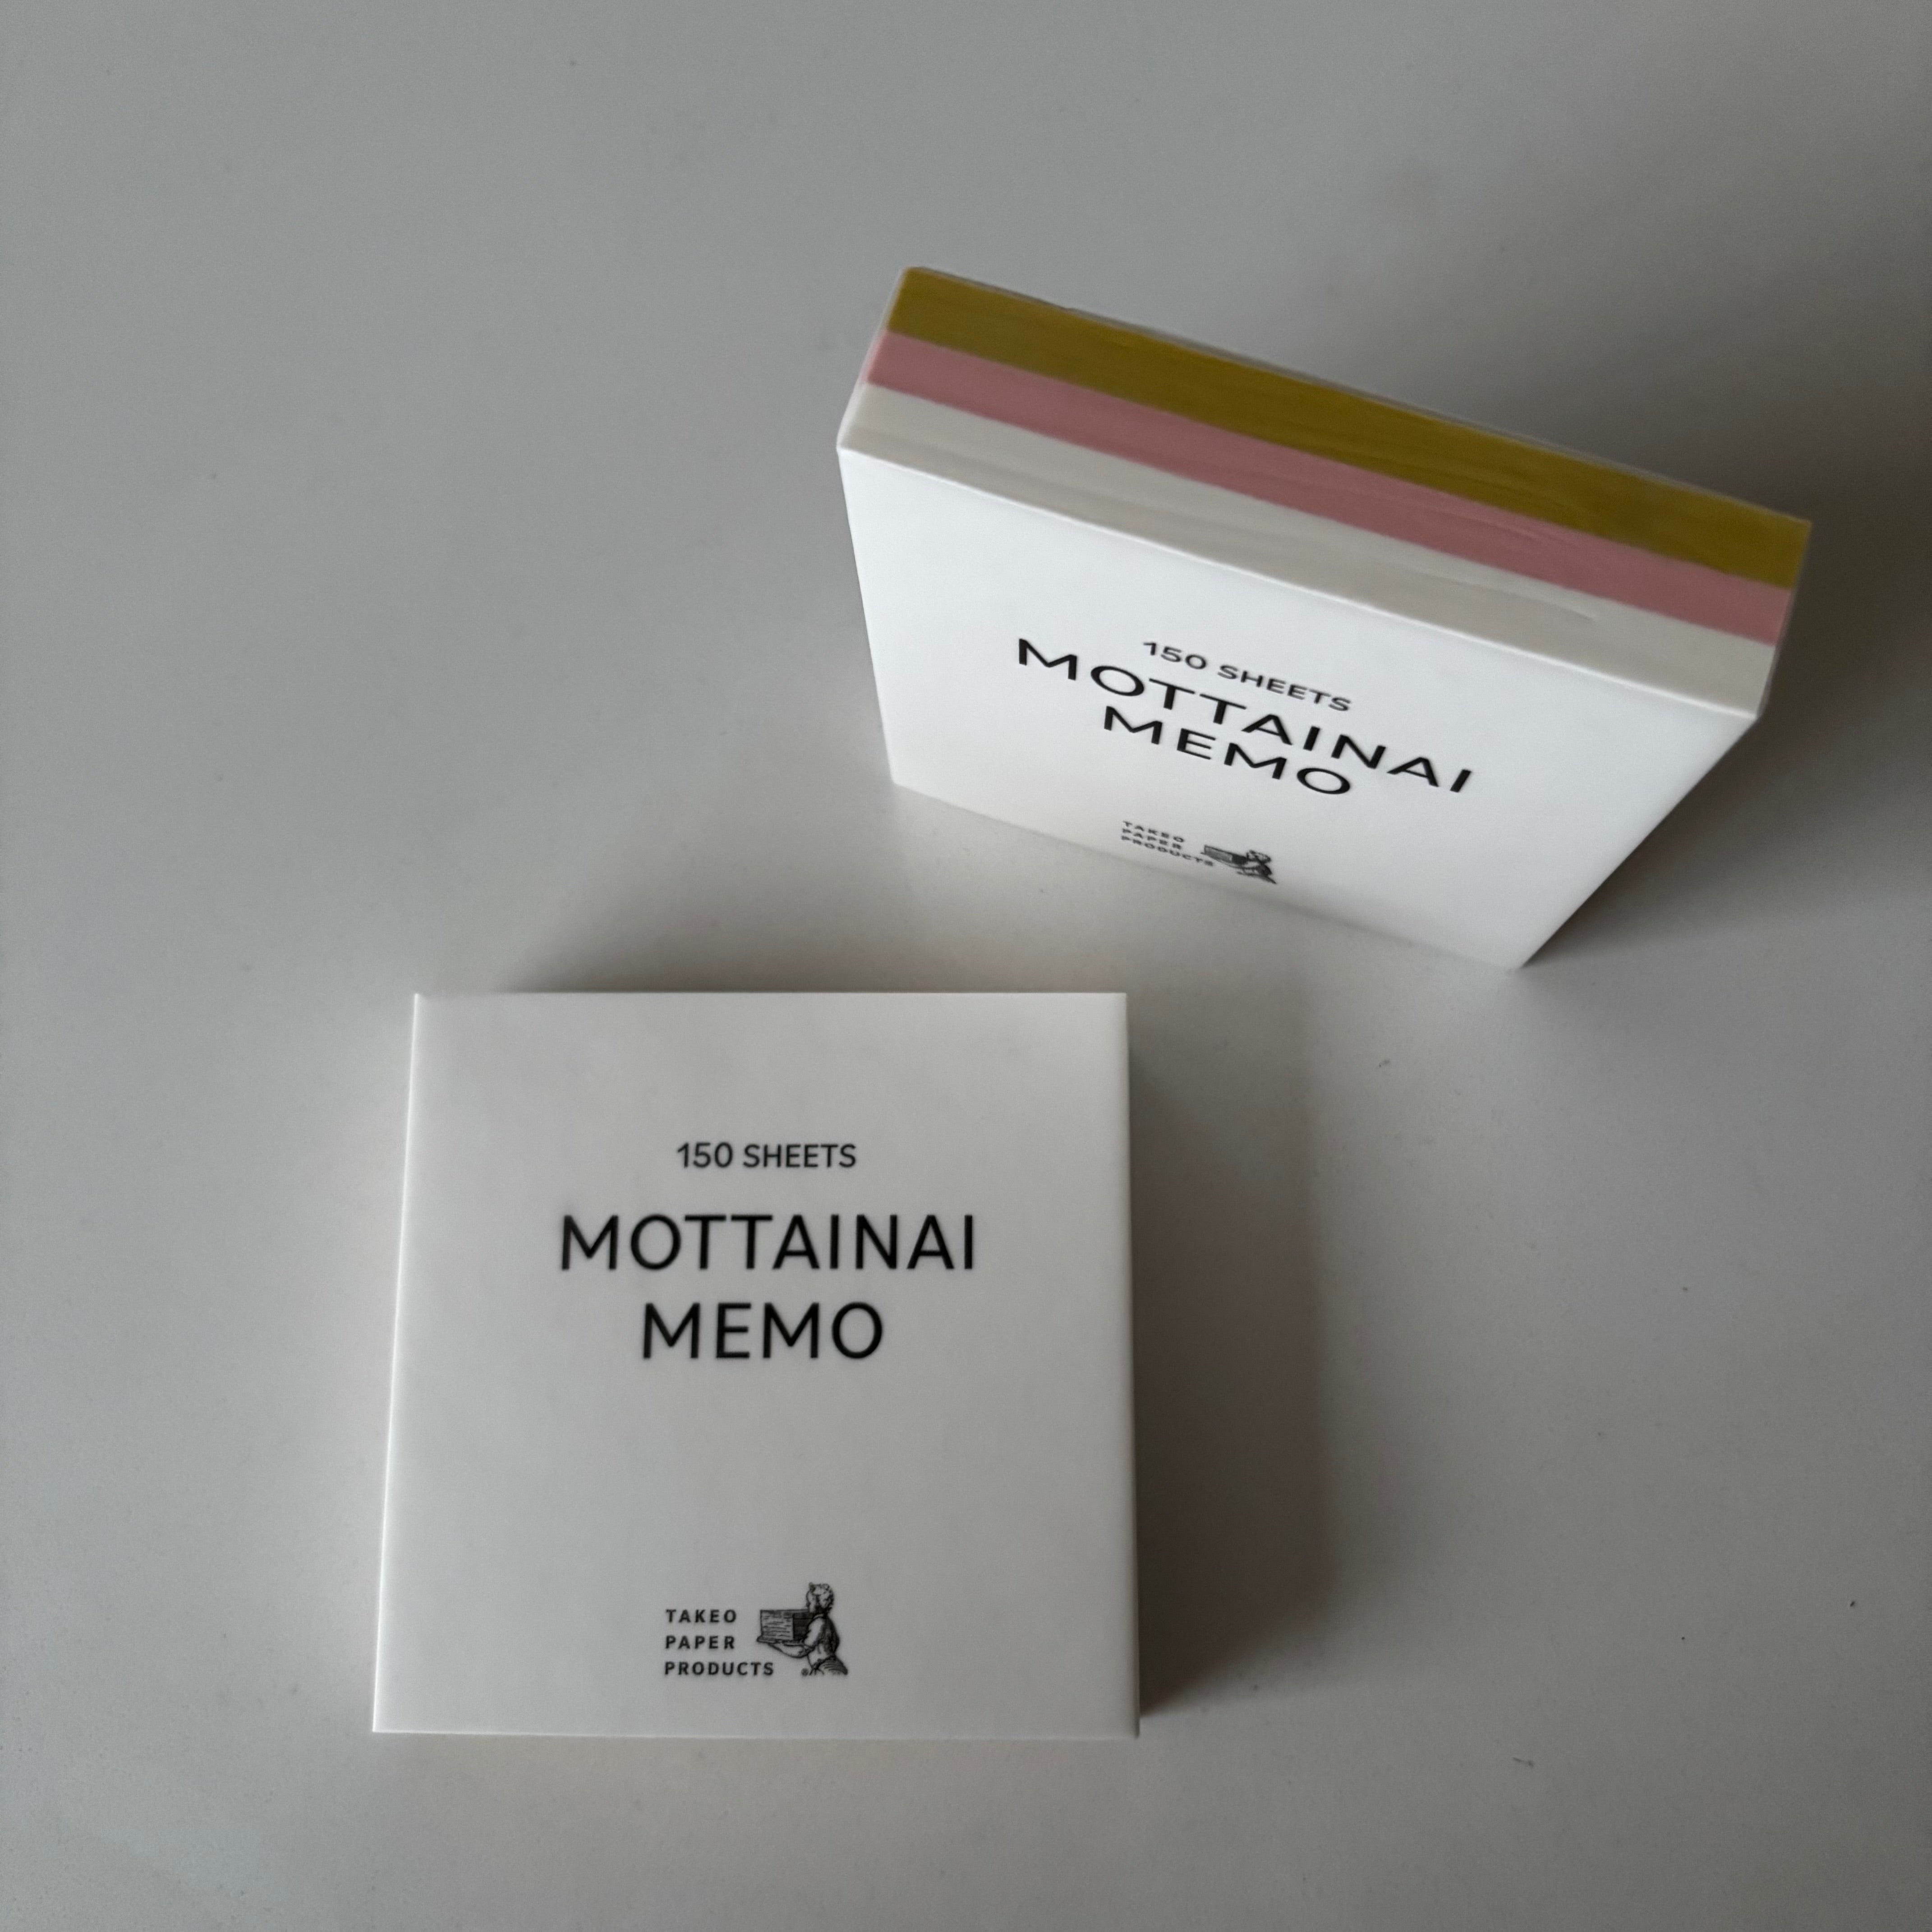 150 SHEETS
MOTTAINAI
MEMO
TAKEO
PAPER
PRODUCTS
150 SHEETS
MOTTAINAI
MEMO
TAKEO
PAPER
PRODUCTS